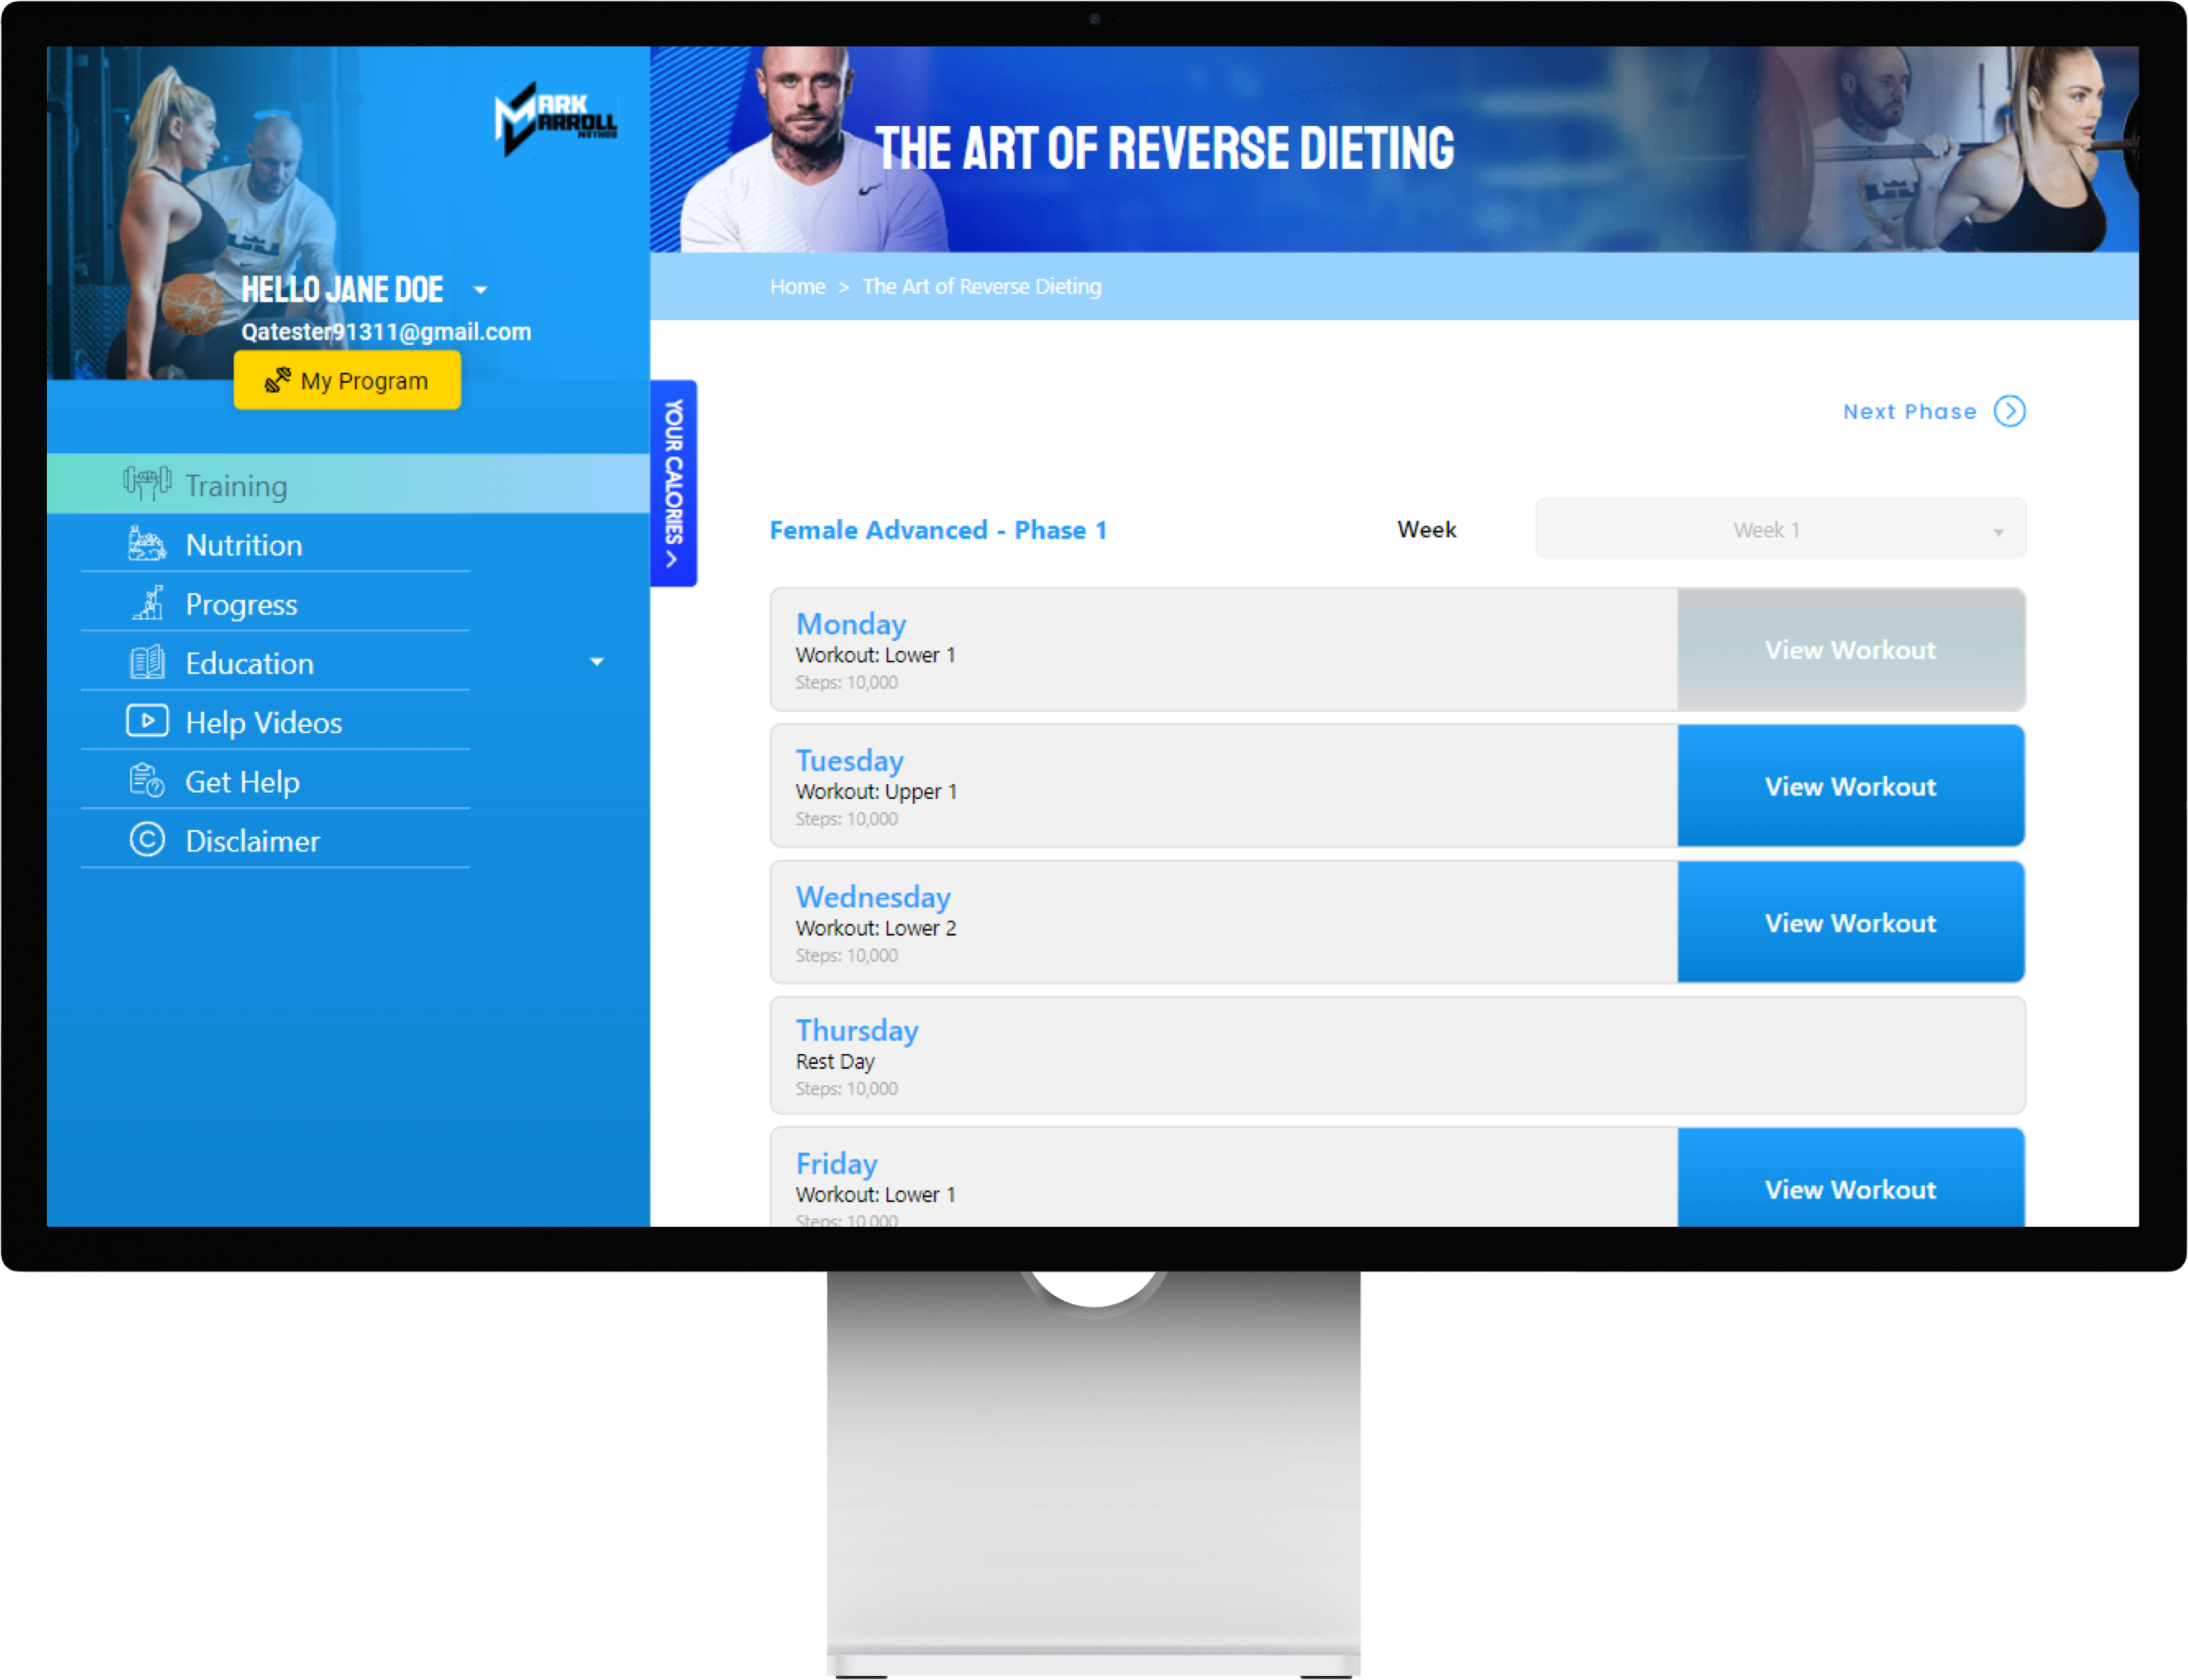 MARK
CARROLL
METHOD
THE ART OF REVERSE DIETING
HELLO JANE DOE
Qatester91311@gmail.com
My Program
Home > The Art of Reverse Dieting
YOUR CALORIES
Training
Nutrition
Progress
Education
Help Videos
Get Help
Disclaimer
Next Phase
Female Advanced - Phase 1
Week
Week 1
Monday
Workout: Lower 1
Steps: 10,000
View Workout
Tuesday
Workout: Upper 1
Steps: 10,000
View Workout
Wednesday
Workout: Lower 2
Steps: 10,000
View Workout
Thursday
Rest Day
Steps: 10,000
Friday
Workout: Lower 1
Steps: 10,000
View Workout